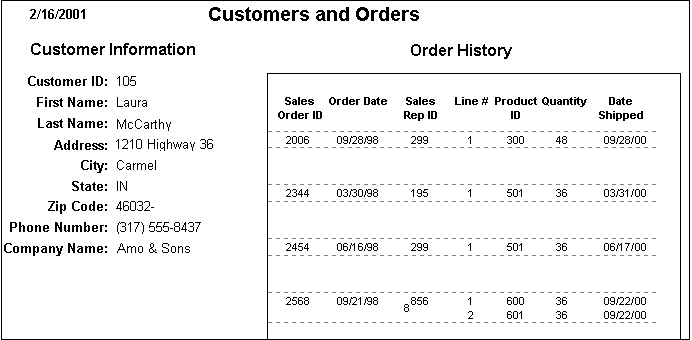 2/16/2001 Customers and Orders
Customer Information
Customer ID: 105
First Name: Laura
Last Name: McCarthy
Address: 1210 Highway 36
City: Carmel
State: IN
Zip Code: 46032-
Phone Number: (317) 555-8437
Company Name: Amo & Sons
Order History
Sales Order Date Sales Line # Product Quantity Date
Order ID Rep ID ID Shipped
2006 09/28/98 299 1 300 48 09/28/00
2344 03/30/98 195 1 501 36 03/31/00
2454 06/16/98 299 1 501 36 06/17/00
2568 09/21/98 856 1 600 36 09/22/00
8 2 601 36 09/22/00